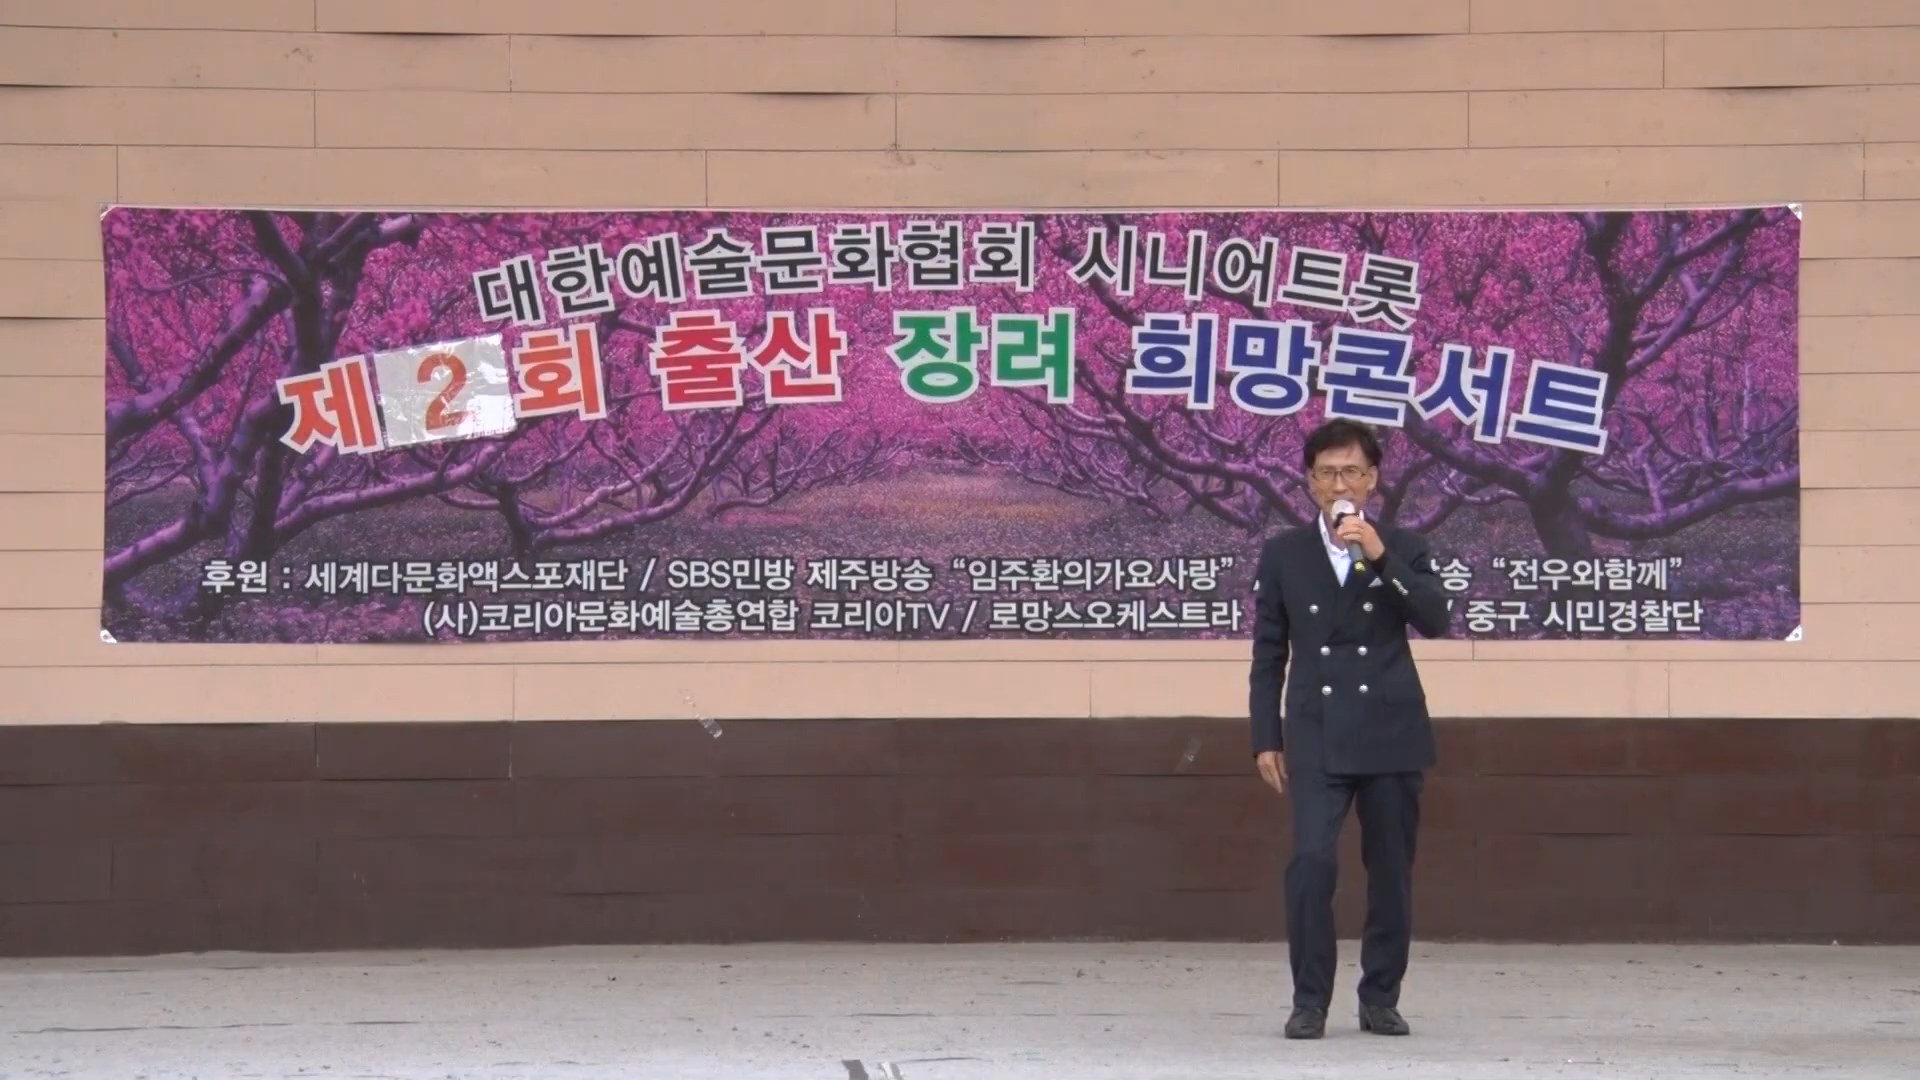 대한예술문화협회 시니어트롯
제2회 출산 장려 희망콘서트
후원 : 세계다문화액스포재단 / SBS민방 제주방송 “임주환의가요사랑” / 송 “전우와함께”
(사)코리아문화예술총연합 코리아TV / 로망스오케스트라 / 중구 시민경찰단